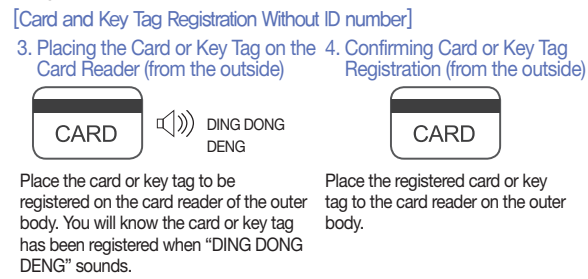 [Card and Key Tag Registration Without ID number]
3. Placing the Card or Key Tag on the
Card Reader (from the outside)
CARD
DING DONG
DENG
Place the card or key tag to be
registered on the card reader of the outer
body. You will know the card or key tag
has been registered when “DING DONG
DENG” sounds.
4. Confirming Card or Key Tag
Registration (from the outside)
CARD
Place the registered card or key
tag to the card reader on the outer
body.